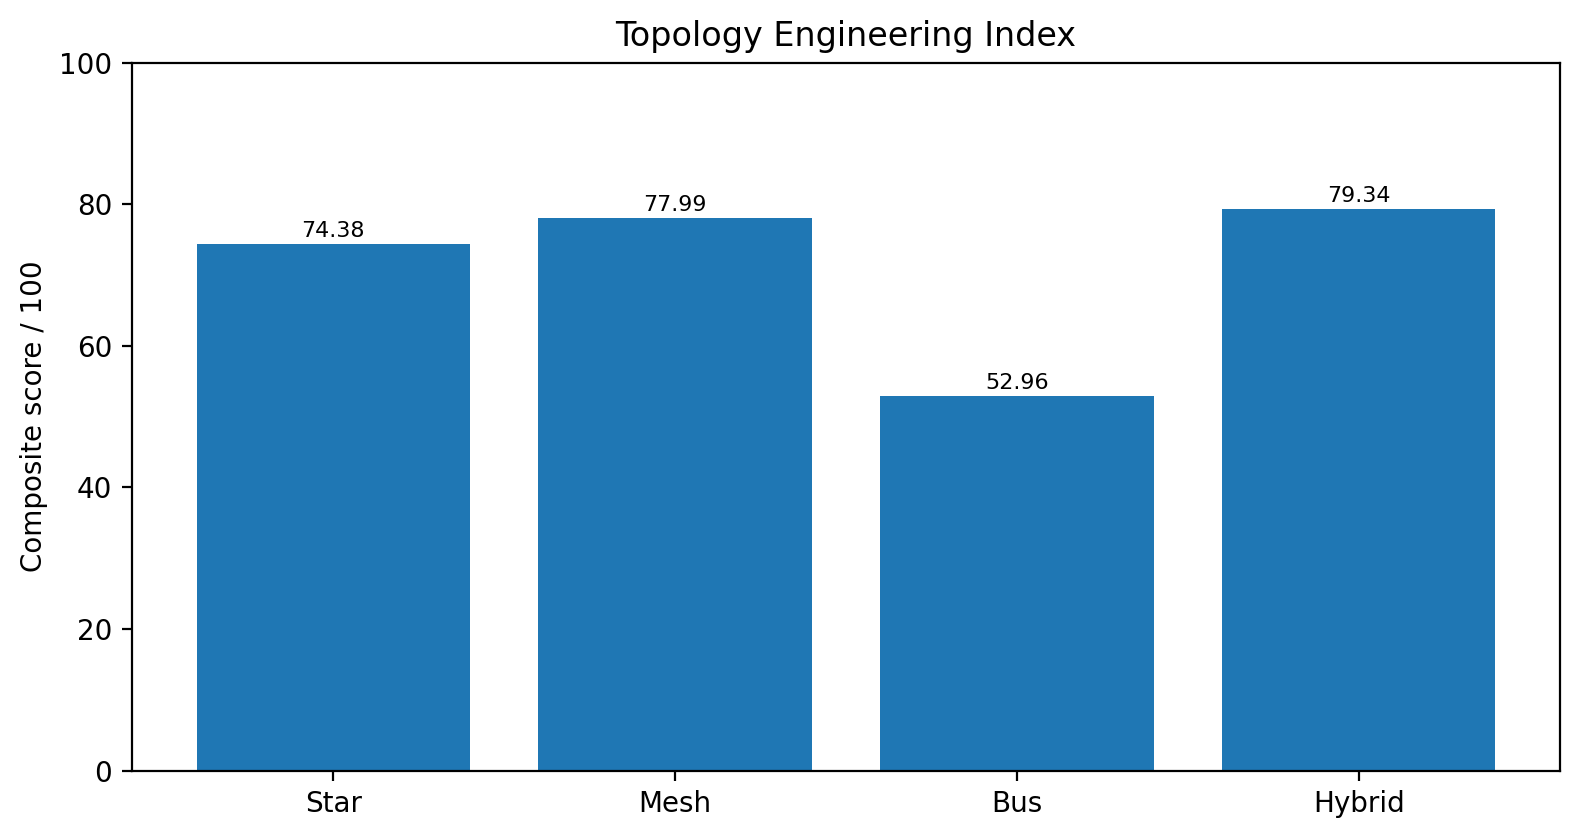 Topology Engineering Index
Composite score / 100
100
80
60
40
20
0
74.38
77.99
52.96
79.34
Star
Mesh
Bus
Hybrid